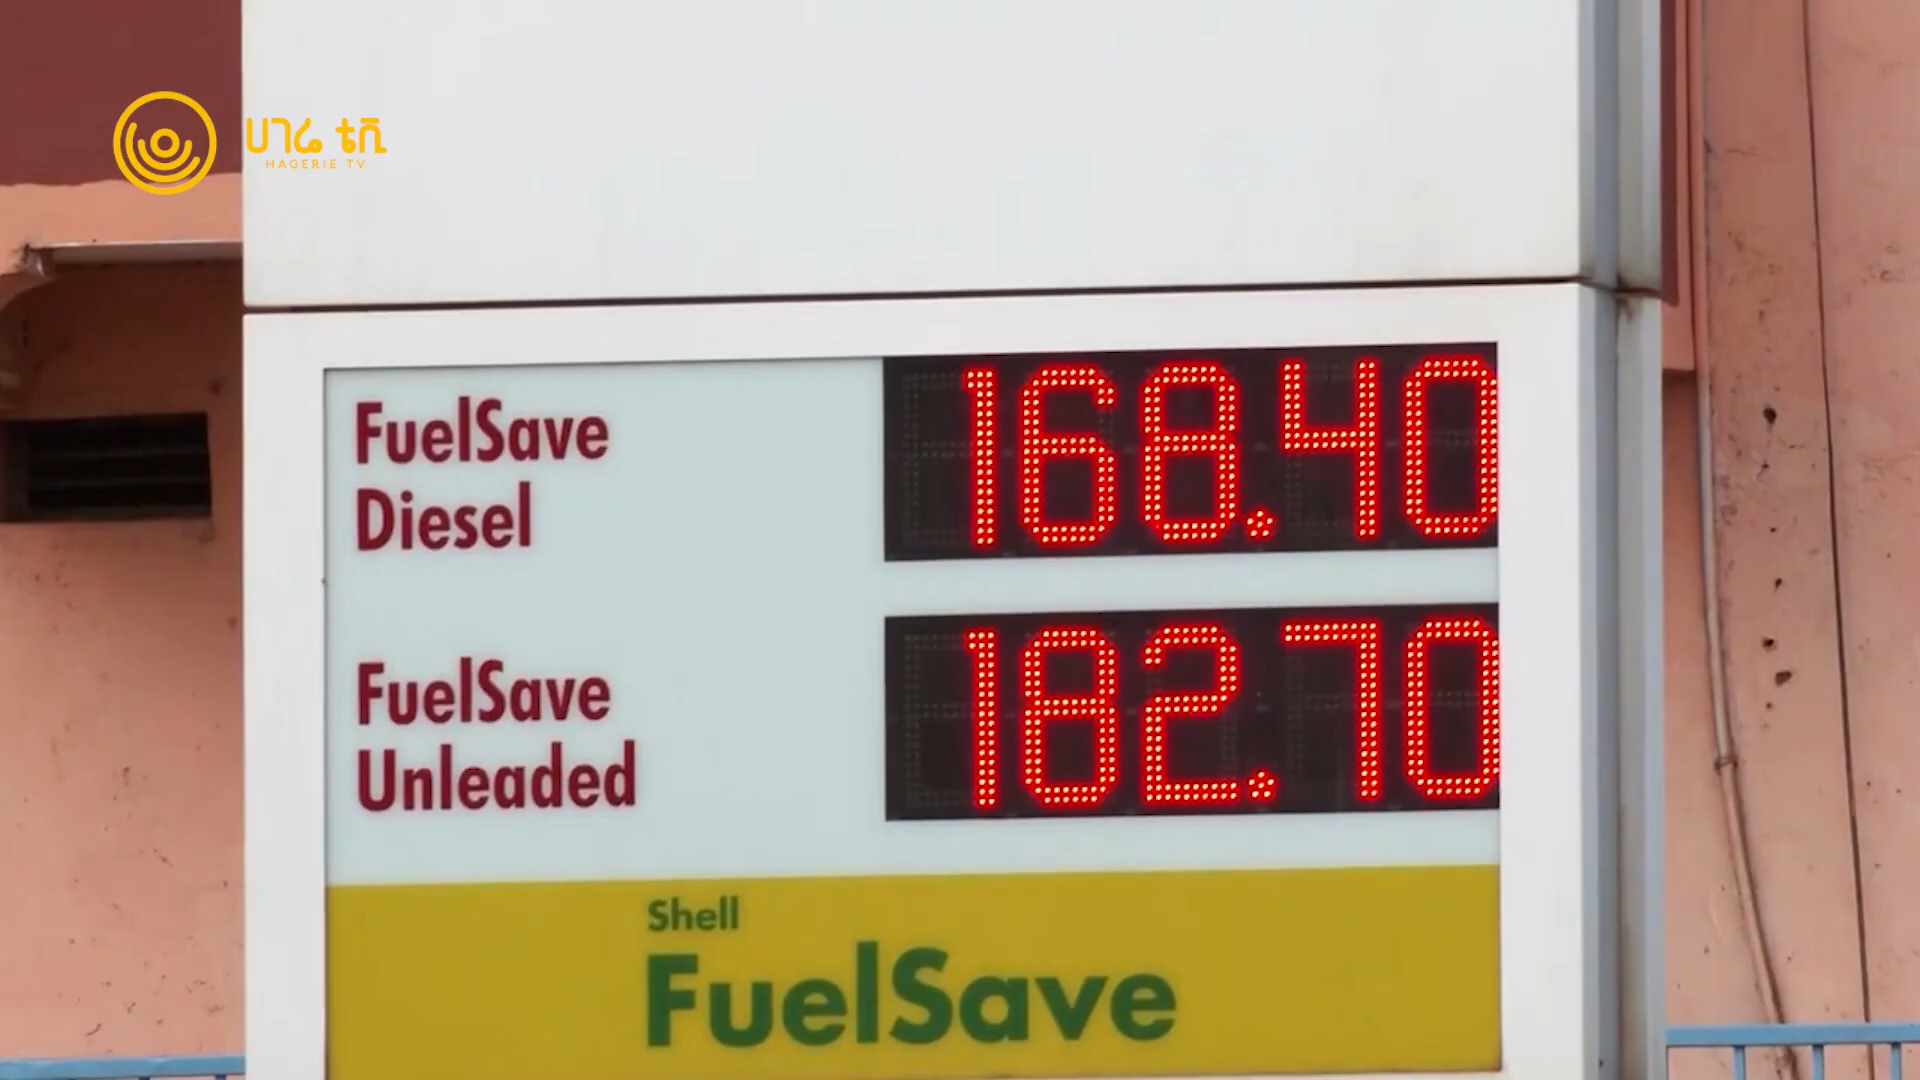 ሀገሬ ቴቪ
HAGERIE TV
FuelSave
Diesel
168.40
FuelSave
Unleaded
182.70
Shell
FuelSave